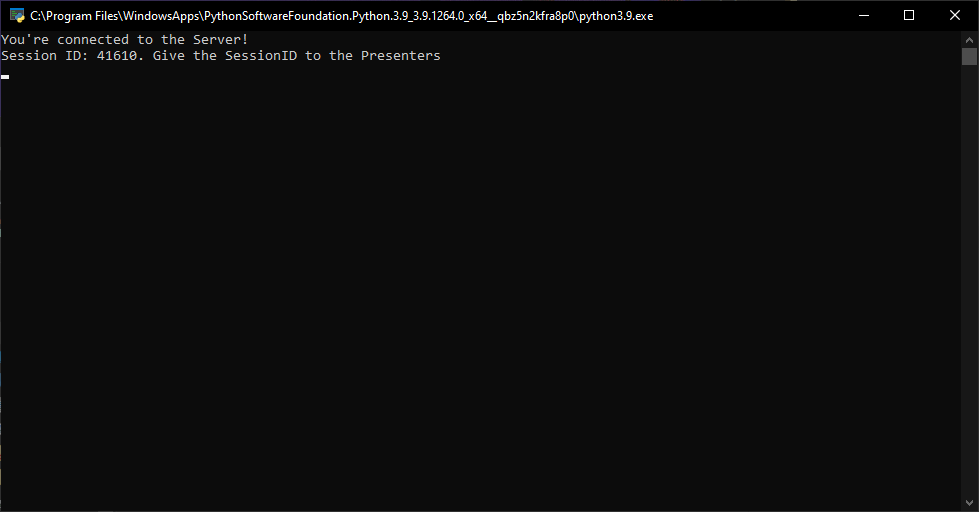 C:\Program Files\WindowsApps\PythonSoftwareFoundation.Python.3.9_3.9.1264.0_x64__qbz5n2kfra8p0\python3.9.exe
You're connected to the Server!
Session ID: 41610. Give the SessionID to the Presenters